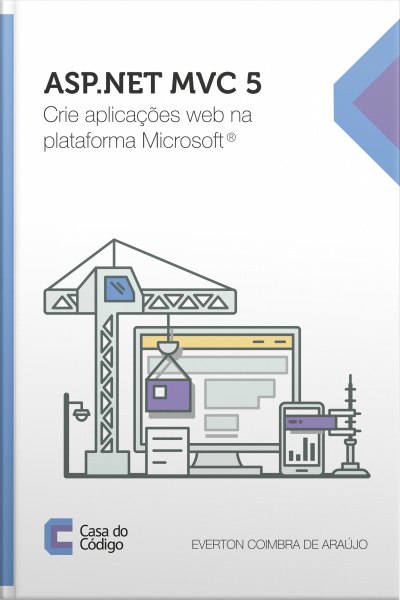 ASP.NET MVC 5
Crie aplicações web na
plataforma Microsoft®
Casa do
Código
EVERTON COIMBRA DE ARAÚJO